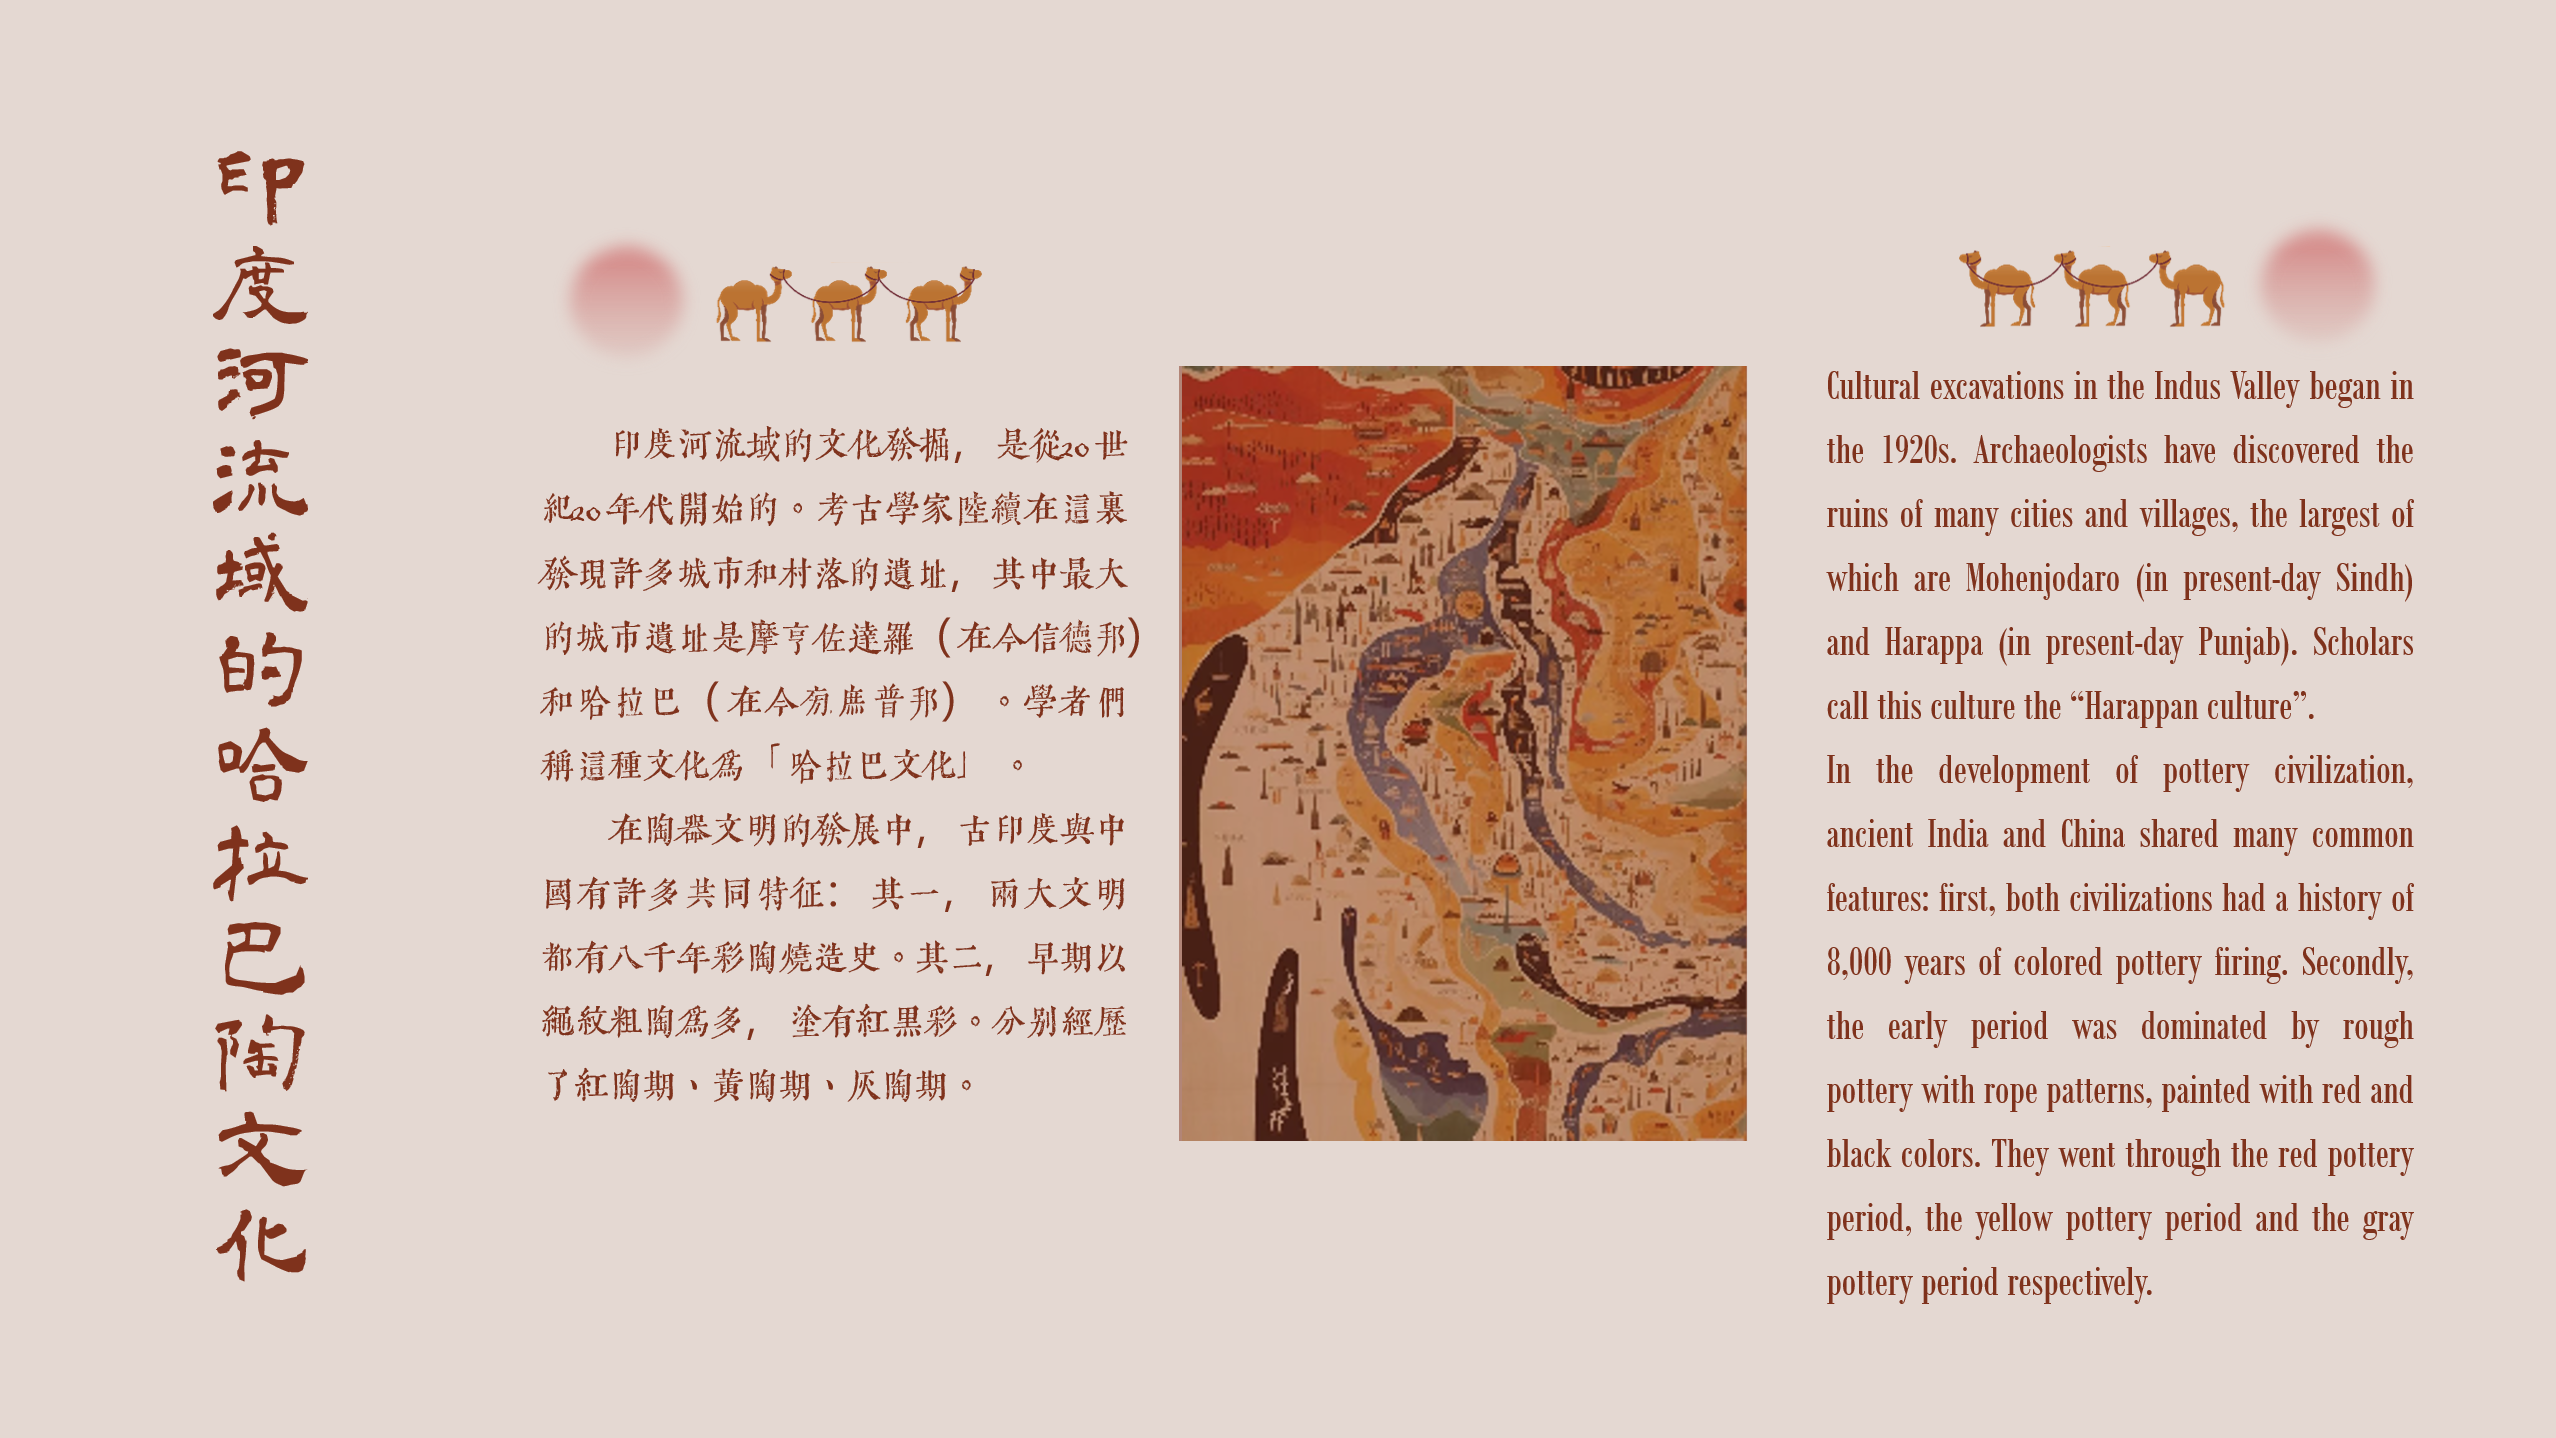 印度河流域的哈拉巴陶文化
印度河流域的文化發掘，是從20世
紀20年代開始的。考古學家陸續在這裏
發現許多城市和村落的遺址，其中最大
的城市遺址是摩亨佐達羅（在今信德邦）
和哈拉巴（在今普邦）。學者們
稱這種文化爲「哈拉巴文化」。
在陶器文明的發展中，古印度與中
國有許多共同特征：其一，兩大文明
都有八千年彩陶燒造史。其二，早期以
繩紋粗陶爲多，塗有紅黑彩。分別經歷
了紅陶期、黃陶期、灰陶期。
Cultural excavations in the Indus Valley began in
the 1920s. Archaeologists have discovered the
ruins of many cities and villages, the largest of
which are Mohenjodaro (in present-day Sindh)
and Harappa (in present-day Punjab). Scholars
call this culture the “Harappan culture”.
In the development of pottery civilization,
ancient India and China shared many common
features: first, both civilizations had a history of
8,000 years of colored pottery firing. Secondly,
the early period was dominated by rough
pottery with rope patterns, painted with red and
black colors. They went through the red pottery
period, the yellow pottery period and the gray
pottery period respectively.